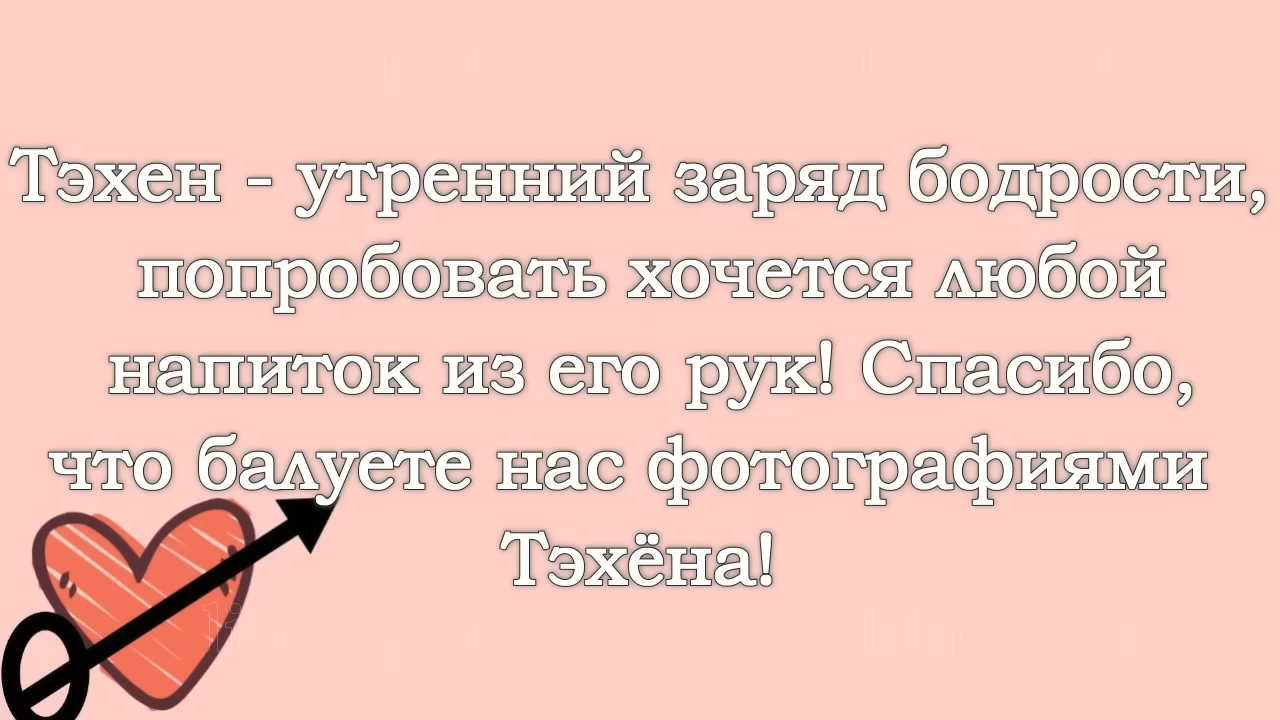 Тэхен - утренний заряд бодрости,
попробовать хочется любой
напиток из его рук! Спасибо,
что балуете нас фотографиями
Тэхёна!